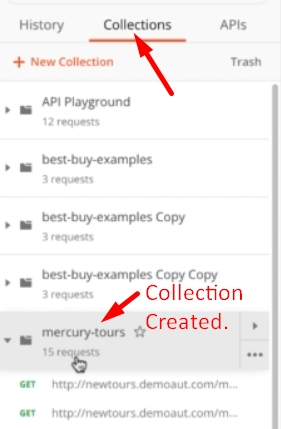 History Collections APIs
+ New Collection Trash
API Playground
12 requests
best-buy-examples
3 requests
best-buy-examples Copy
3 requests
best-buy-examples Copy Copy
3 requests
mercury-tours
15 requests
Collection
Created.
GET http://newtours.demoaut.com/m...
GET http://newtours.demoaut.com/m...